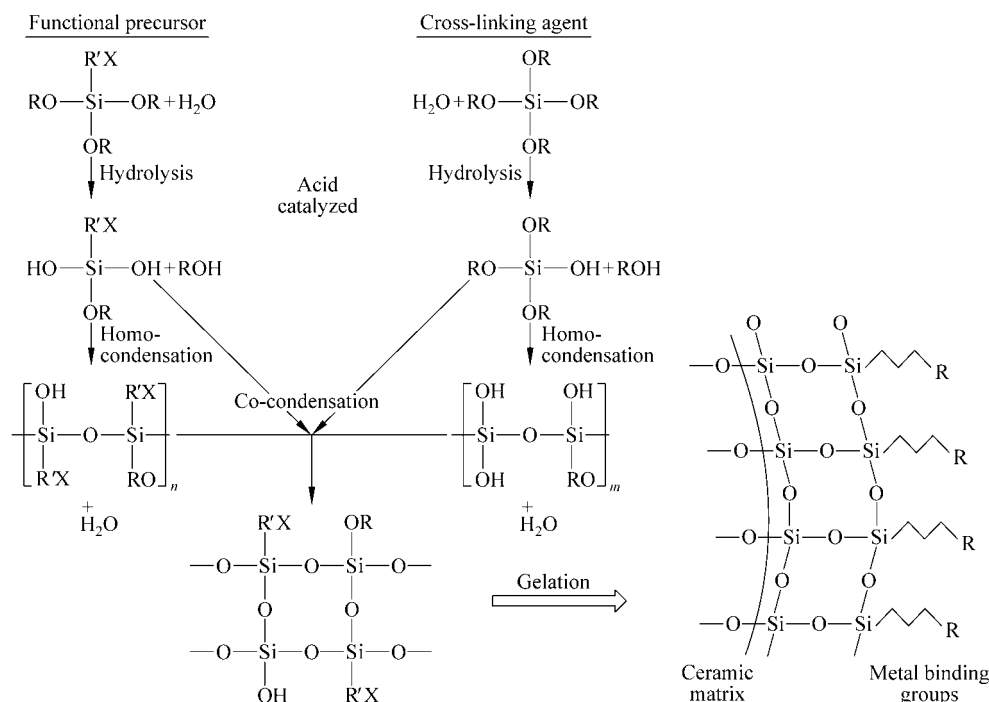 Functional precursor
Cross-linking agent
R′X
RO—Si—OR + H₂O
OR
Hydrolysis
OR
H₂O + RO—Si—OR
OR
Hydrolysis
Acid
catalyzed
R′X
HO—Si—OH + ROH
OR
Homo-
condensation
OR
RO—Si—OH + ROH
OR
Homo-
condensation
Co-condensation
OH R′X
Si—O—Si
R′X RO n
+
H₂O
OH OH
Si—O—Si
OH RO m
+
H₂O
R′X OR
—O—Si—O—Si—O—
O O
—O—Si—O—Si—O—
OH R′X
Gelation
O O
—O—Si—O—Si R
O O
—O—Si—O—Si R
O O
—O—Si—O—Si R
O O
—O—Si—O—Si R
Ceramic
matrix
Metal binding
groups